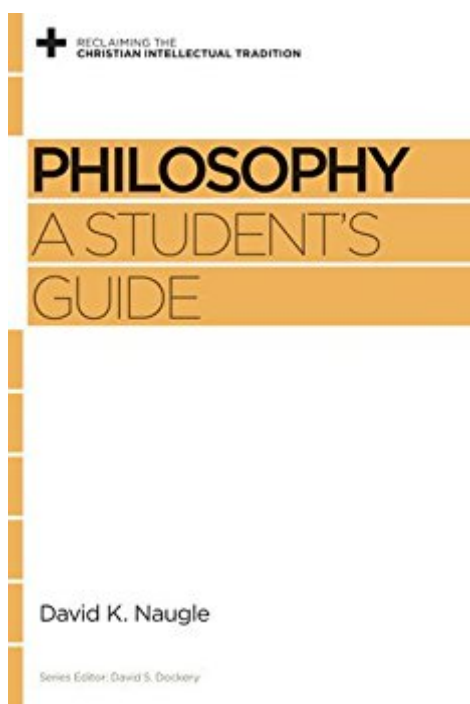 RECLAIMING THE
CHRISTIAN INTELLECTUAL TRADITION
PHILOSOPHY
A STUDENT'S
GUIDE
David K. Naugle
Series Editor: David S. Dockery